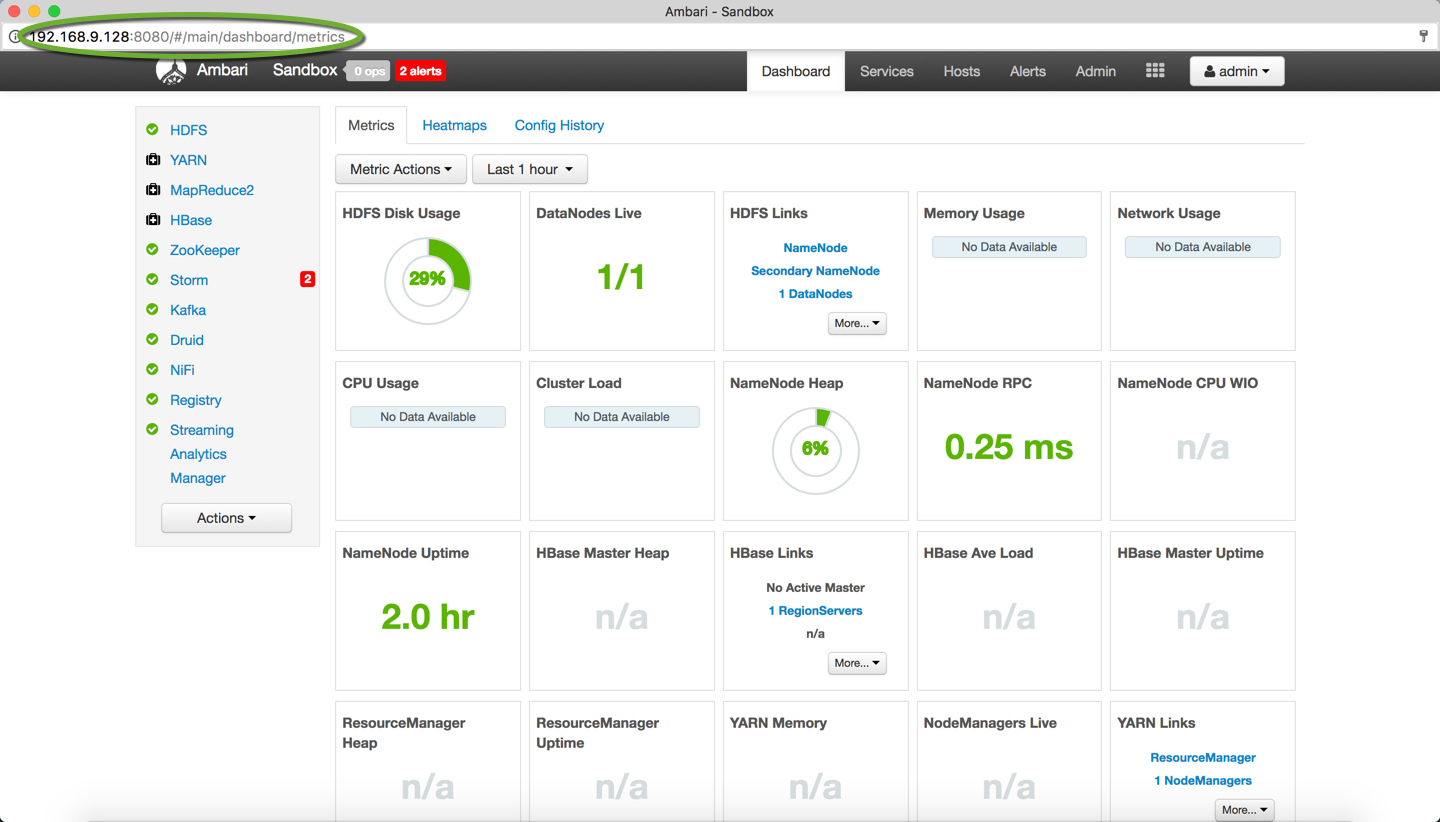 Ambari - Sandbox
192.168.9.128:8080/#/main/dashboard/metrics
Ambari Sandbox 0 ops 2 alerts Dashboard Services Hosts Alerts Admin admin
HDFS
YARN
MapReduce2
HBase
ZooKeeper
Storm 2
Kafka
Druid
NiFi
Registry
Streaming
Analytics
Manager
Actions
Metrics Heatmaps Config History
Metric Actions Last 1 hour
HDFS Disk Usage
29%
DataNodes Live
1/1
HDFS Links
NameNode
Secondary NameNode
1 DataNodes
More...
Memory Usage
No Data Available
Network Usage
No Data Available
CPU Usage
No Data Available
Cluster Load
No Data Available
NameNode Heap
6%
NameNode RPC
0.25 ms
NameNode CPU WIO
n/a
NameNode Uptime
2.0 hr
HBase Master Heap
n/a
HBase Links
No Active Master
1 RegionServers
n/a
More...
HBase Ave Load
n/a
HBase Master Uptime
n/a
ResourceManager
Heap
n/a
ResourceManager
Uptime
n/a
YARN Memory
n/a
NodeManagers Live
n/a
YARN Links
ResourceManager
1 NodeManagers
More...